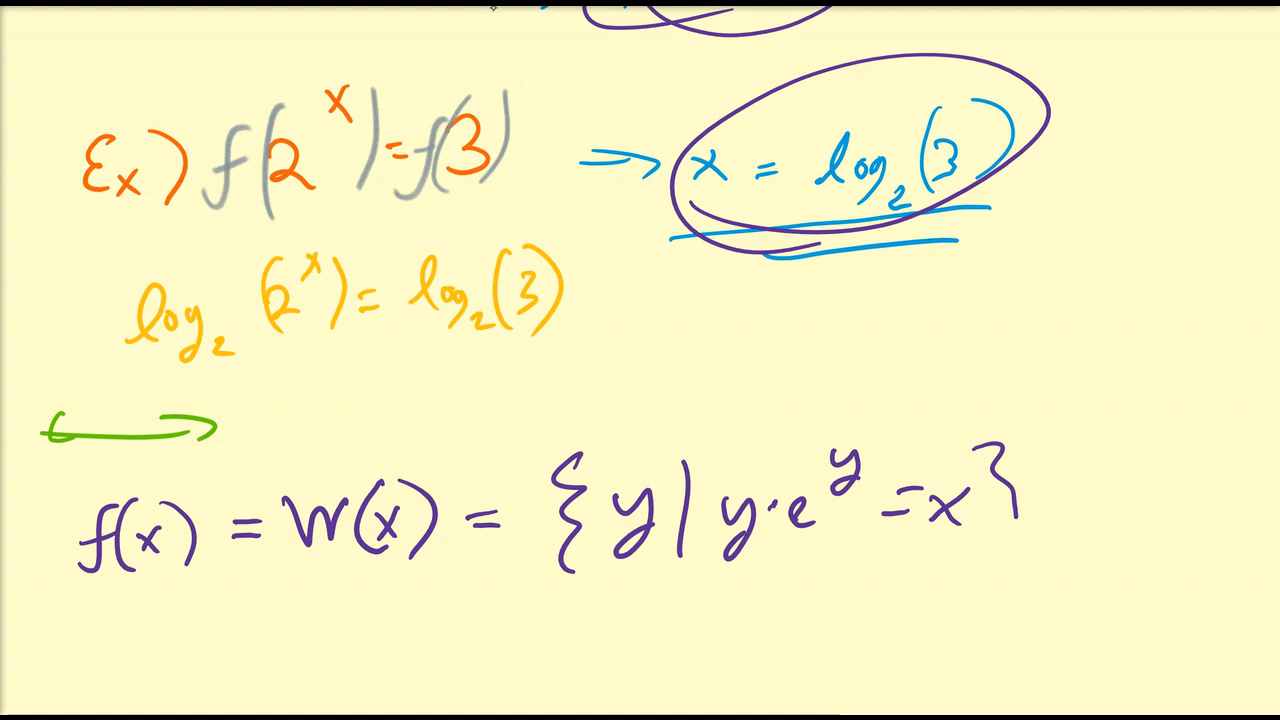 Ex) f(2^x) = f(3) → x = log_2(3)
log_2(2^x) = log_2(3)
f(x) = W(x) = {y | y·e^y = x}